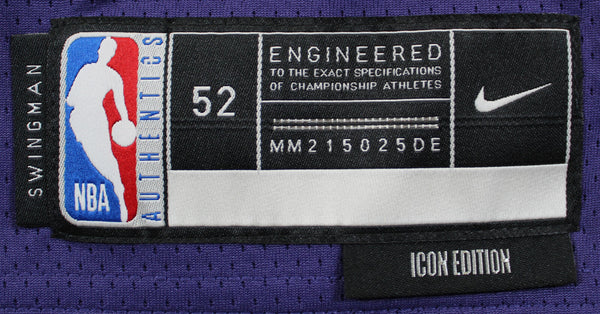 SWINGMAN
NBA
AUTHENTICS
52
ENGINEERED
TO THE EXACT SPECIFICATIONS
OF CHAMPIONSHIP ATHLETES
MM215025DE
ICON EDITION